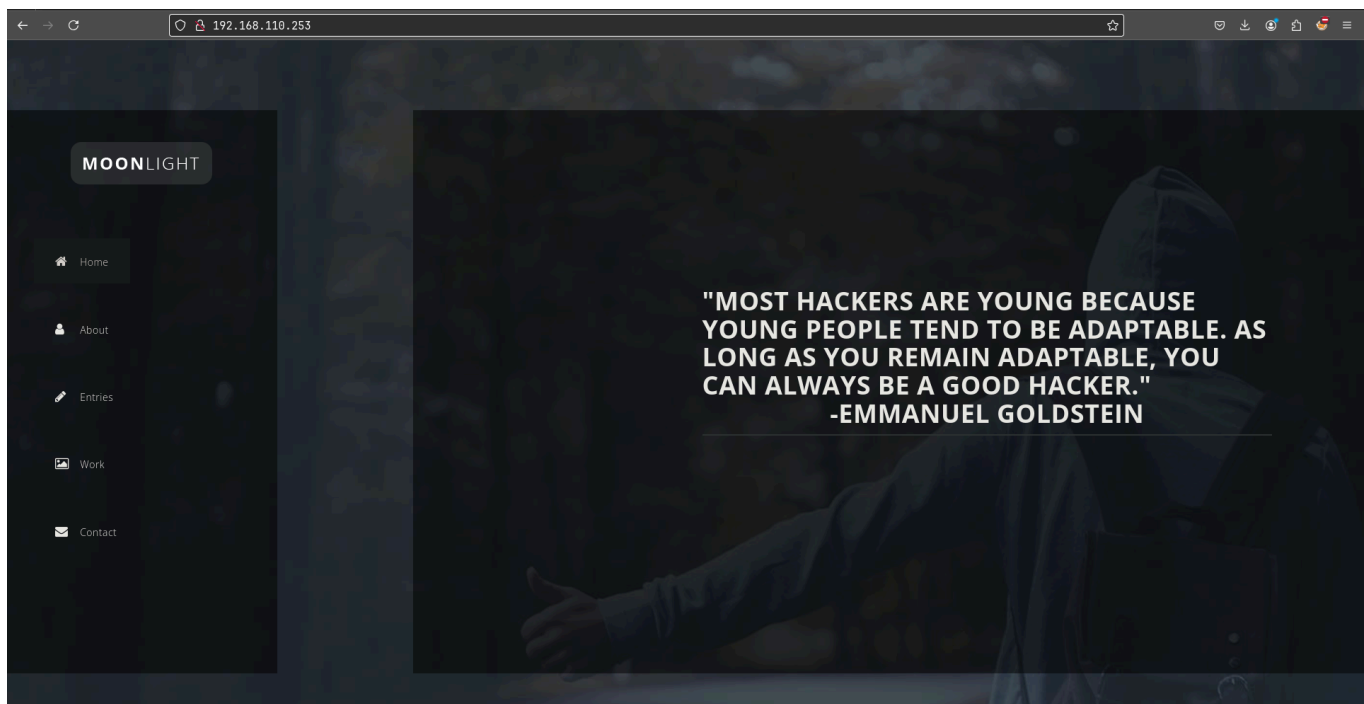 192.168.110.253
MOONLIGHT
Home
About
Entries
Work
Contact
"MOST HACKERS ARE YOUNG BECAUSE
YOUNG PEOPLE TEND TO BE ADAPTABLE. AS
LONG AS YOU REMAIN ADAPTABLE, YOU
CAN ALWAYS BE A GOOD HACKER."
-EMMANUEL GOLDSTEIN